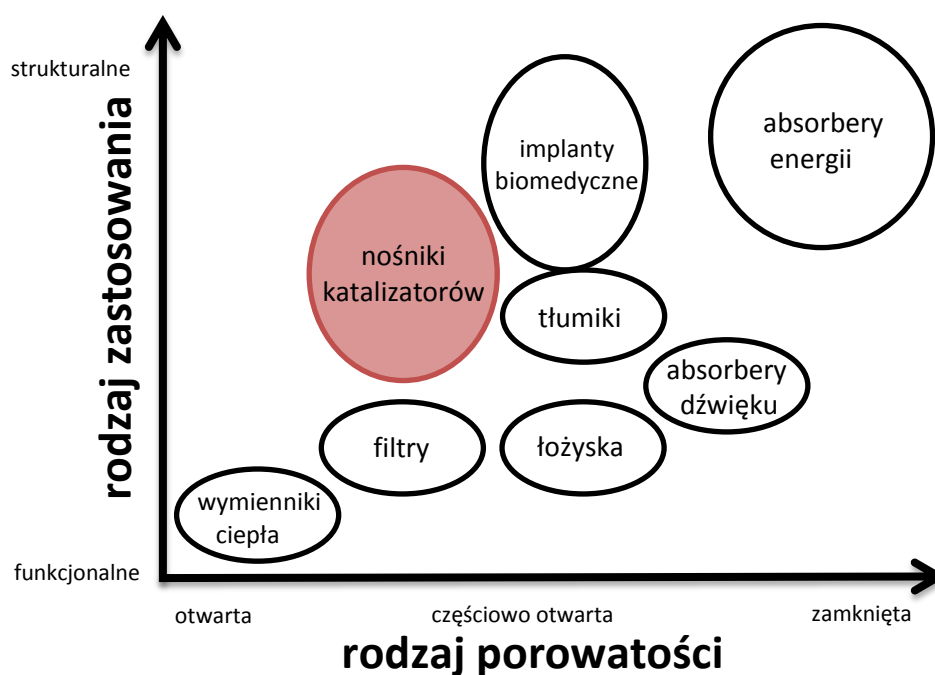 strukturalne
rodzaj zastosowania
absorbery
energii
implanty
biomedyczne
nośniki
katalizatorów
tłumiki
absorbery
dźwięku
filtry
łożyska
wymienniki
ciepła
funkcjonalne
otwarta
częściowo otwarta
zamknięta
rodzaj porowatości